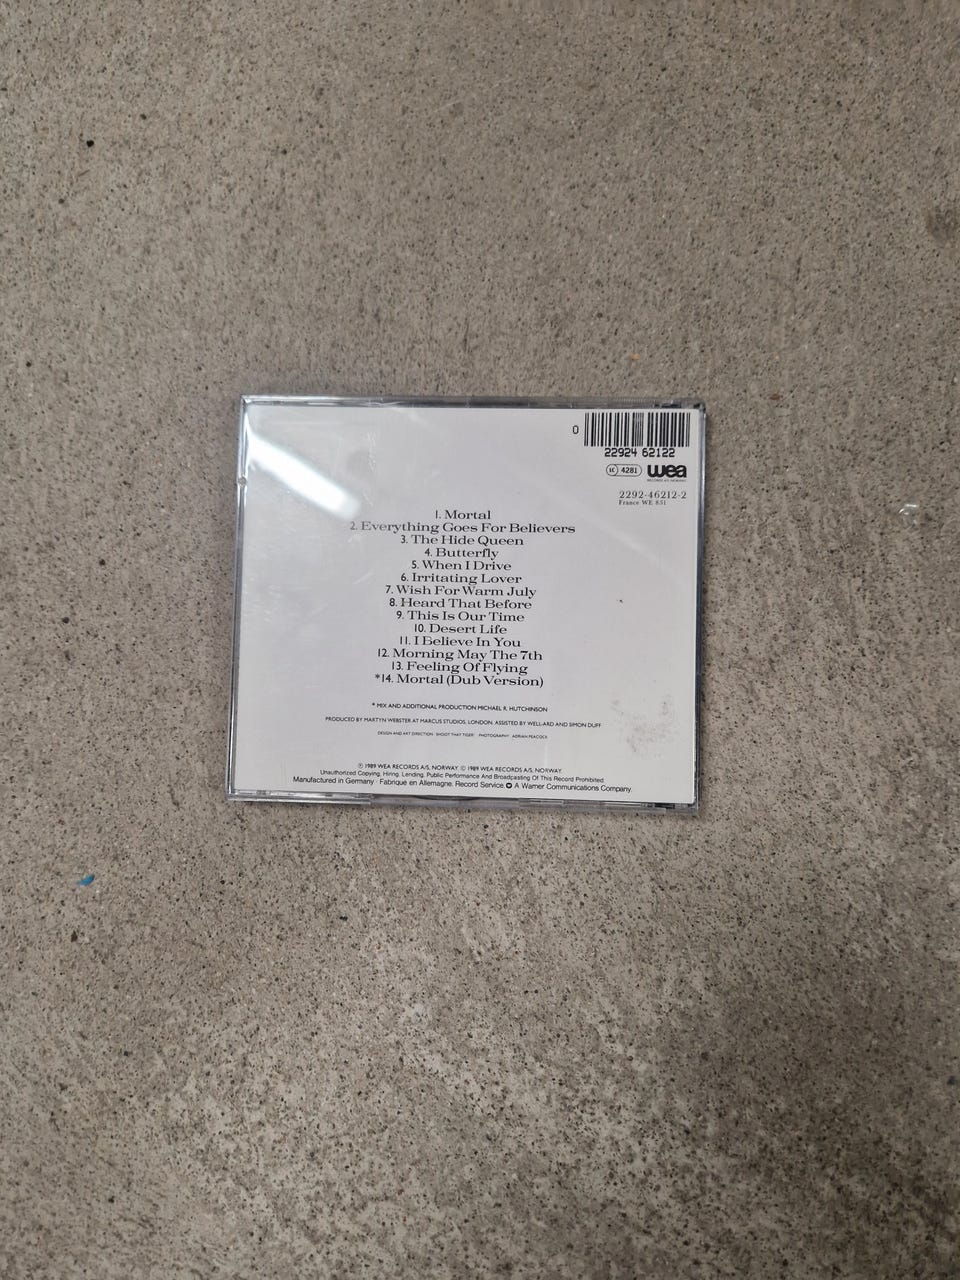 0
22924 62122
LC 4281 wea
RECORDS A/S, NORWAY
2292-46212-2
France WE 831
1. Mortal
2. Everything Goes For Believers
3. The Hide Queen
4. Butterfly
5. When I Drive
6. Irritating Lover
7. Wish For Warm July
8. Heard That Before
9. This Is Our Time
10. Desert Life
11. I Believe In You
12. Morning May The 7th
13. Feeling Of Flying
*14. Mortal (Dub Version)
* MIX AND ADDITIONAL PRODUCTION MICHAEL R. HUTCHINSON
PRODUCED BY MARTYN WEBSTER AT MARCUS STUDIOS, LONDON. ASSISTED BY WELL-ARD AND SIMON DUFF
DESIGN AND ART DIRECTION SHOOT THAT TIGER! PHOTOGRAPHY ADRIAN PEACOCK
℗ 1989 WEA RECORDS A/S, NORWAY. © 1989 WEA RECORDS A/S, NORWAY.
Unauthorized Copying, Hiring, Lending, Public Performance And Broadcasting Of This Record Prohibited.
Manufactured in Germany · Fabriqué en Allemagne. Record Service A Warner Communications Company.